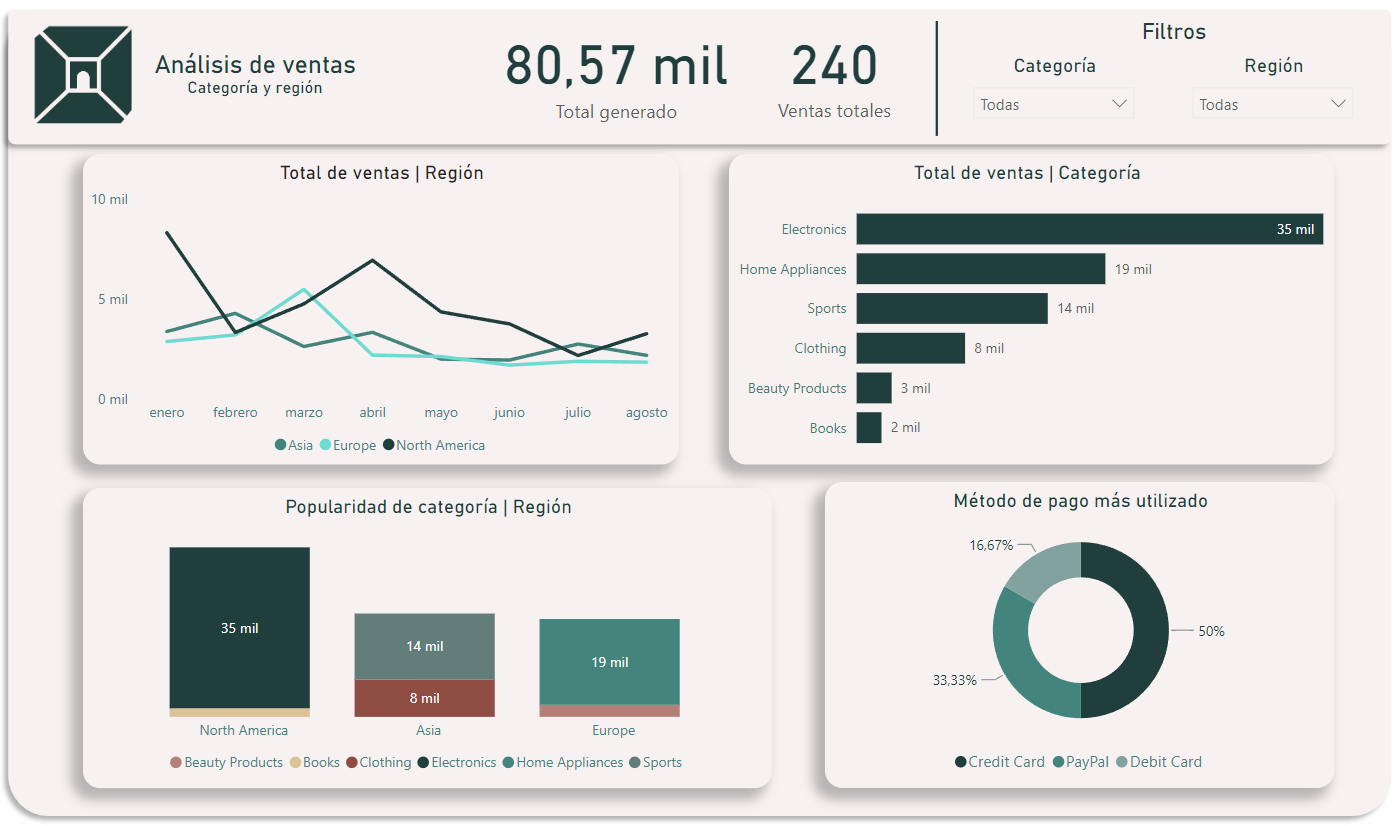 Análisis de ventas
Categoría y región
80,57 mil
Total generado
240
Ventas totales
Filtros
Categoría
Todas
Región
Todas
Total de ventas | Región
10 mil
5 mil
0 mil
enero febrero marzo abril mayo junio julio agosto
Asia Europe North America
Total de ventas | Categoría
Electronics 35 mil
Home Appliances 19 mil
Sports 14 mil
Clothing 8 mil
Beauty Products 3 mil
Books 2 mil
Popularidad de categoría | Región
35 mil
14 mil
8 mil
19 mil
North America Asia Europe
Beauty Products Books Clothing Electronics Home Appliances Sports
Método de pago más utilizado
16,67%
50%
33,33%
Credit Card PayPal Debit Card